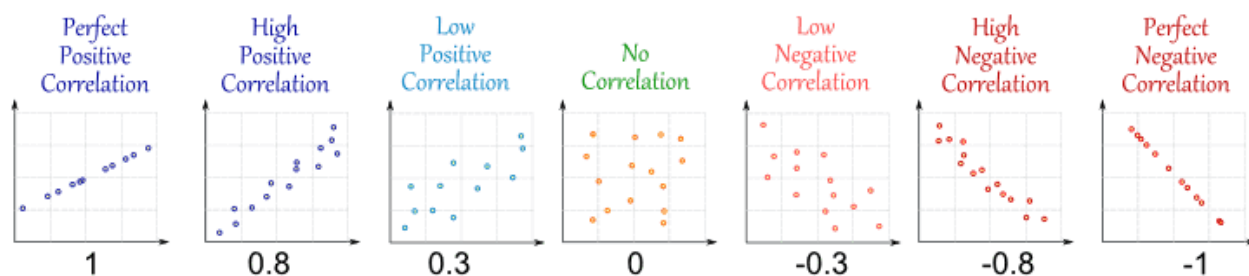 Perfect
Positive
Correlation
High
Positive
Correlation
Low
Positive
Correlation
No
Correlation
Low
Negative
Correlation
High
Negative
Correlation
Perfect
Negative
Correlation
1
0.8
0.3
0
-0.3
-0.8
-1